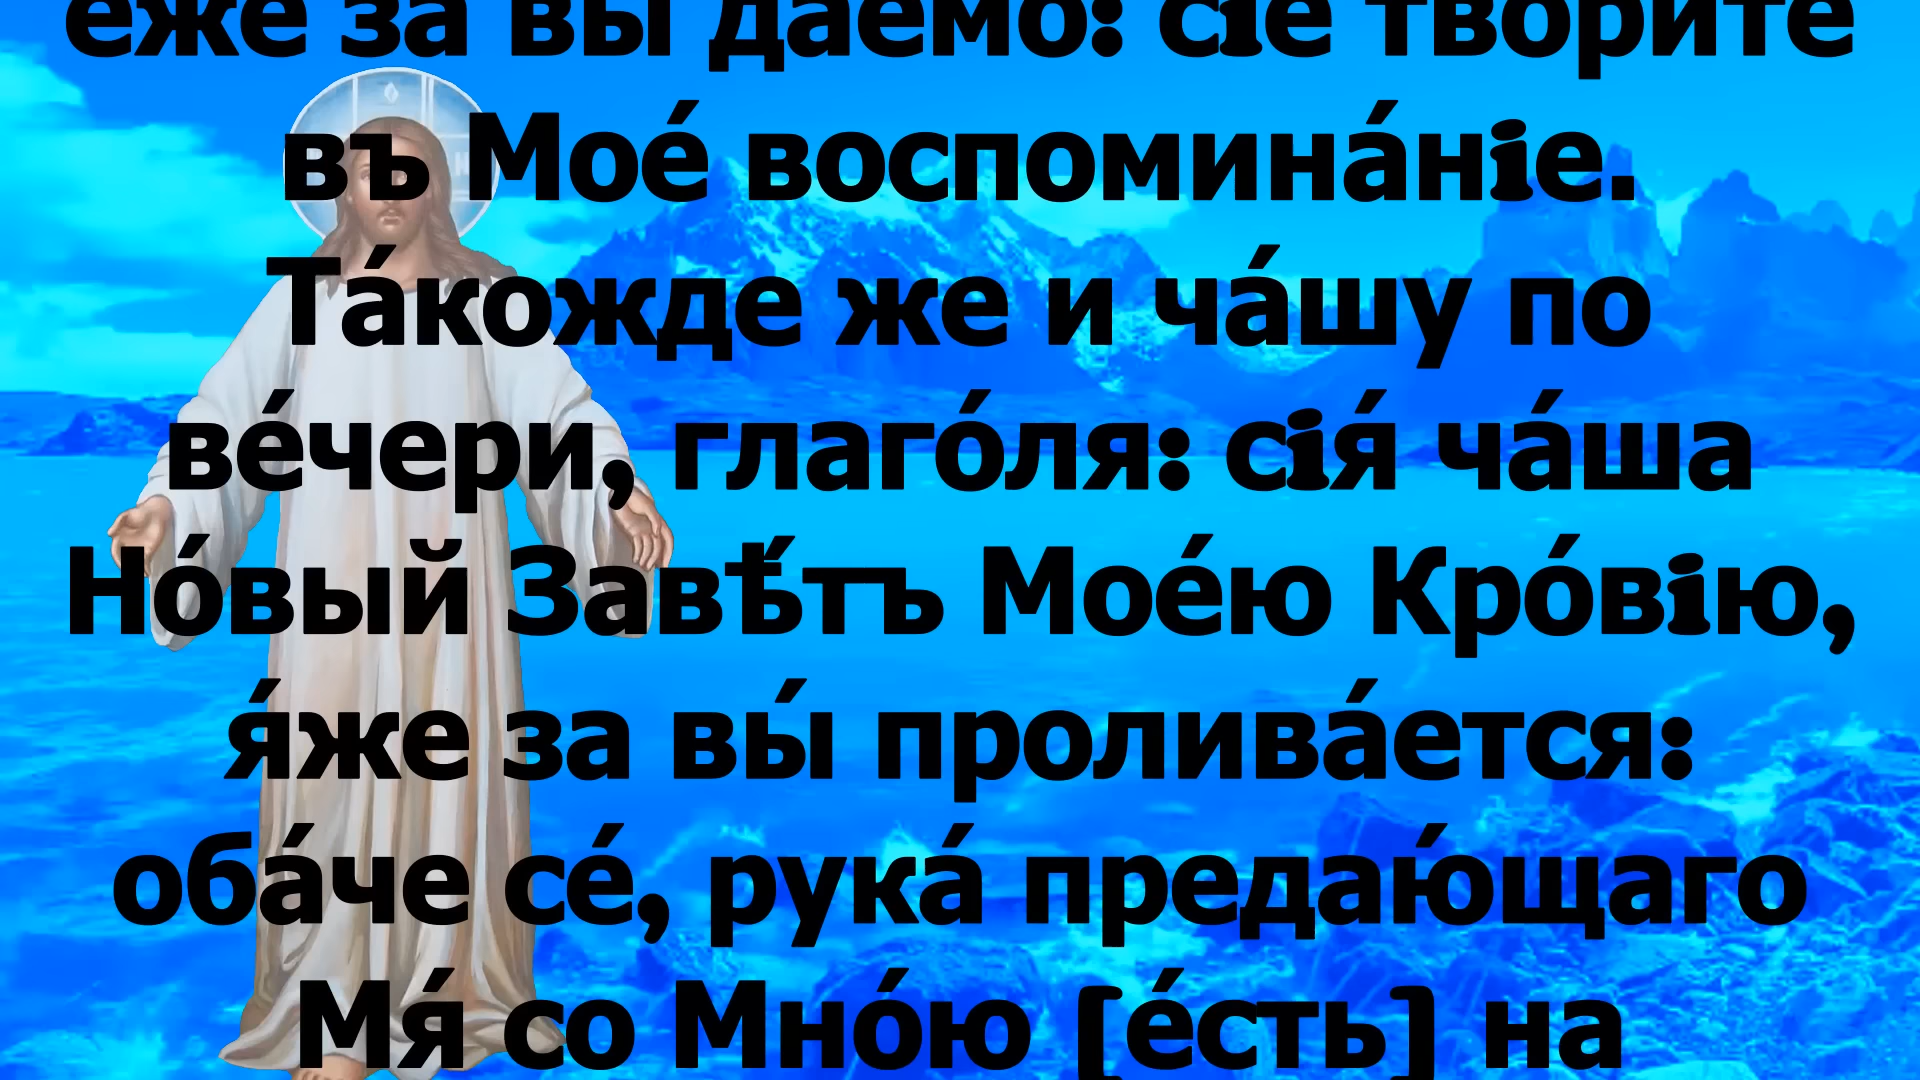 еже за вы даемо: сіе творите
въ Мое́ воспомина́ніе.
Та́кожде же и ча́шу по
ве́чери, глаго́ля: сія́ ча́ша
Но́вый Завѣ́тъ Мое́ю Кро́вію,
я́же за вы́ пролива́ется:
оба́че се́, рука́ предаю́щаго
Мя́ со Мно́ю (е́сть) на